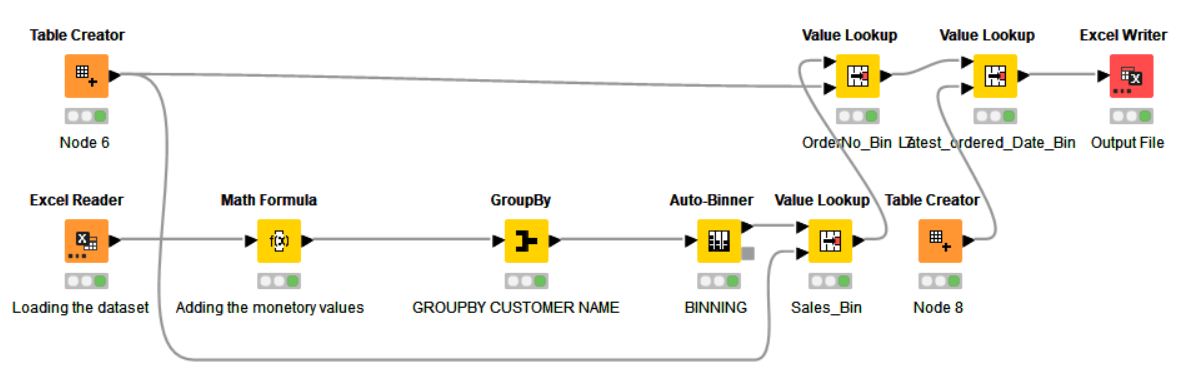 Table Creator
Value Lookup
Value Lookup
Excel Writer
Node 6
OrderNo_Bin
Latest_ordered_Date_Bin
Output File
Excel Reader
Math Formula
GroupBy
Auto-Binner
Value Lookup
Table Creator
f(x)
Loading the dataset
Adding the monetory values
GROUPBY CUSTOMER NAME
BINNING
Sales_Bin
Node 8